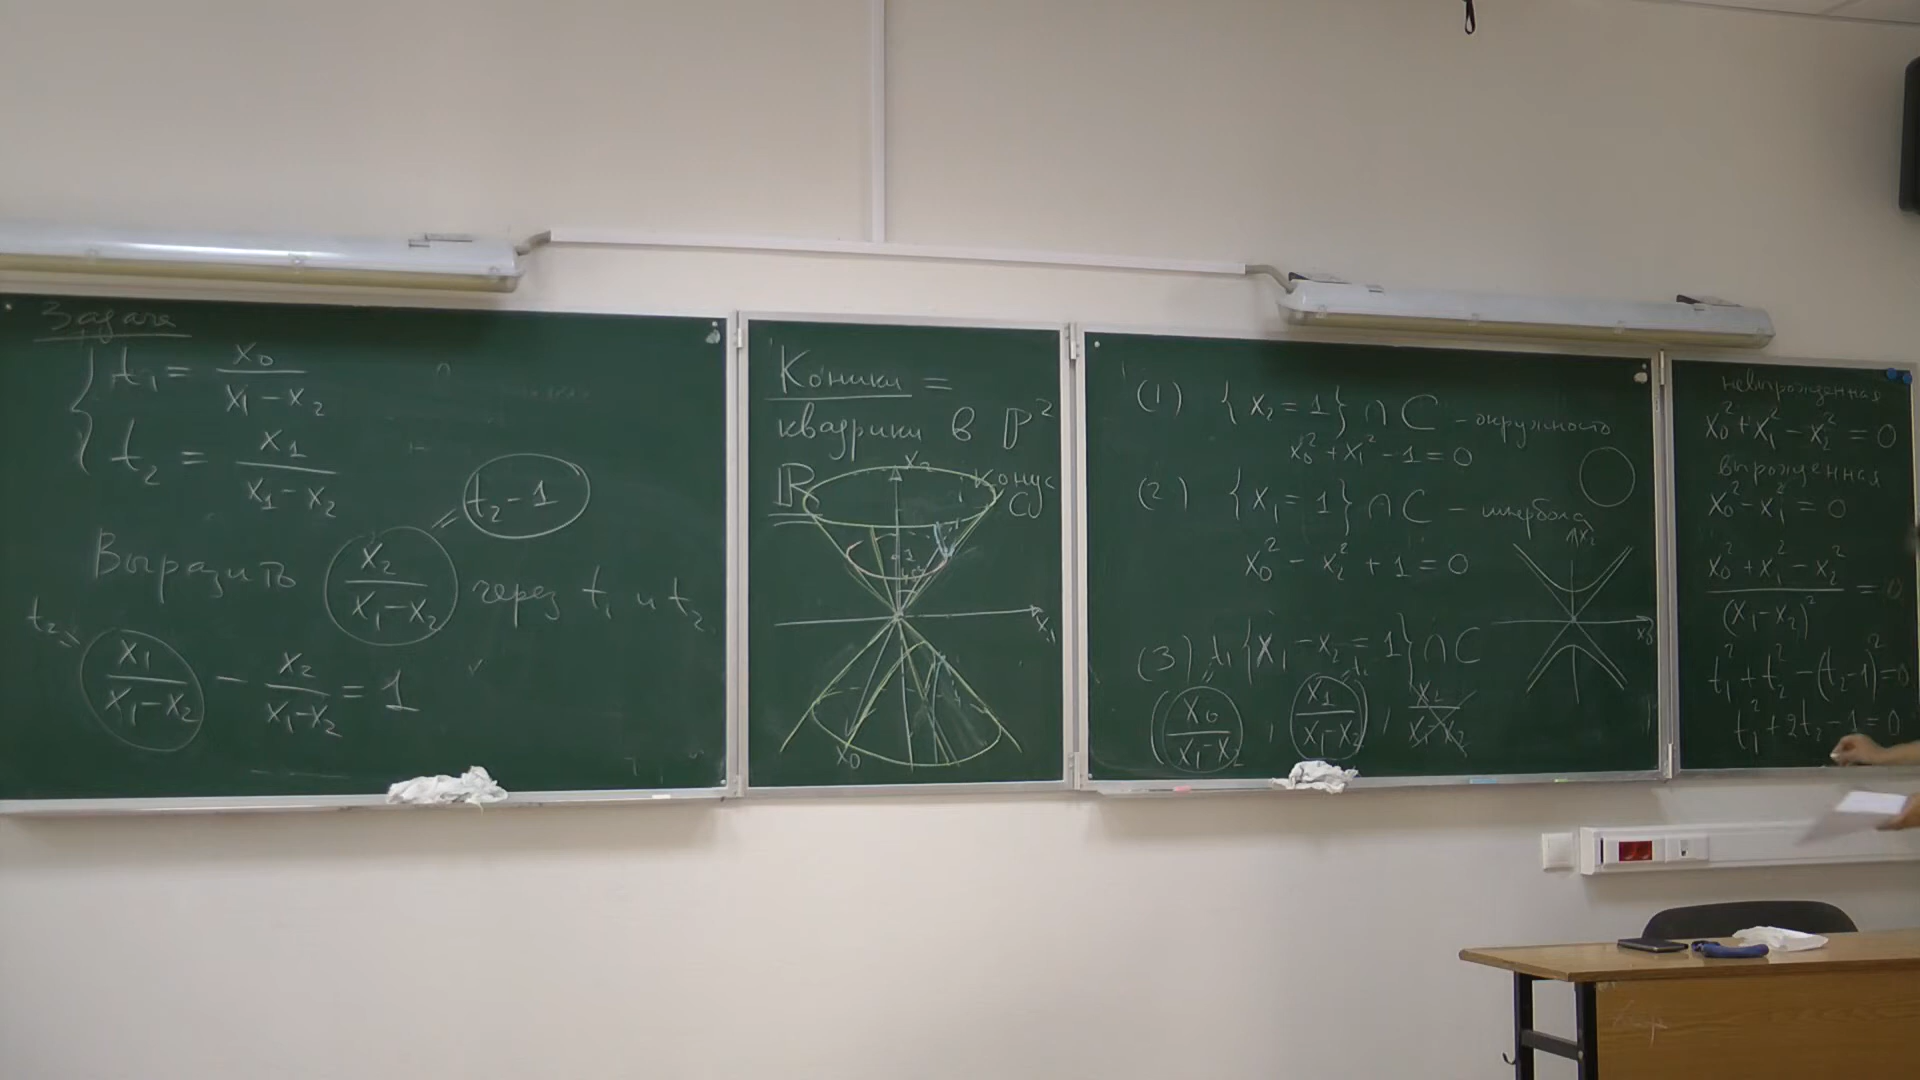 Задача
t₁ = x₀ / (x₁ − x₂)
t₂ = x₁ / (x₁ − x₂)
t₂ − 1
Выразить x₂ / (x₁ − x₂) через t₁ и t₂
t₂ =
x₁ / (x₁ − x₂) − x₂ / (x₁ − x₂) = 1
Коники =
квадрики в ℙ²
ℝ
x₂
Конус
C
1
x₁
x₀
(1) {x₂ = 1} ∩ C – окружность
x₀² + x₁² − 1 = 0
(2) {x₁ = 1} ∩ C – гипербола
x₀² − x₂² + 1 = 0
x₂
x₀
(3) {x₁ − x₂ = 1} ∩ C
t₁
t₂
(x₀ / (x₁ − x₂), x₁ / (x₁ − x₂), x₂ / (x₁ − x₂)
невырожденная
x₀² + x₁² − x₂² = 0
вырожденная
x₀² − x₁² = 0
(x₀² + x₁² − x₂²) / (x₁ − x₂)² = 0
t₁² + t₂² − (t₂ − 1)² = 0
t₁² + 2t₂ − 1 = 0